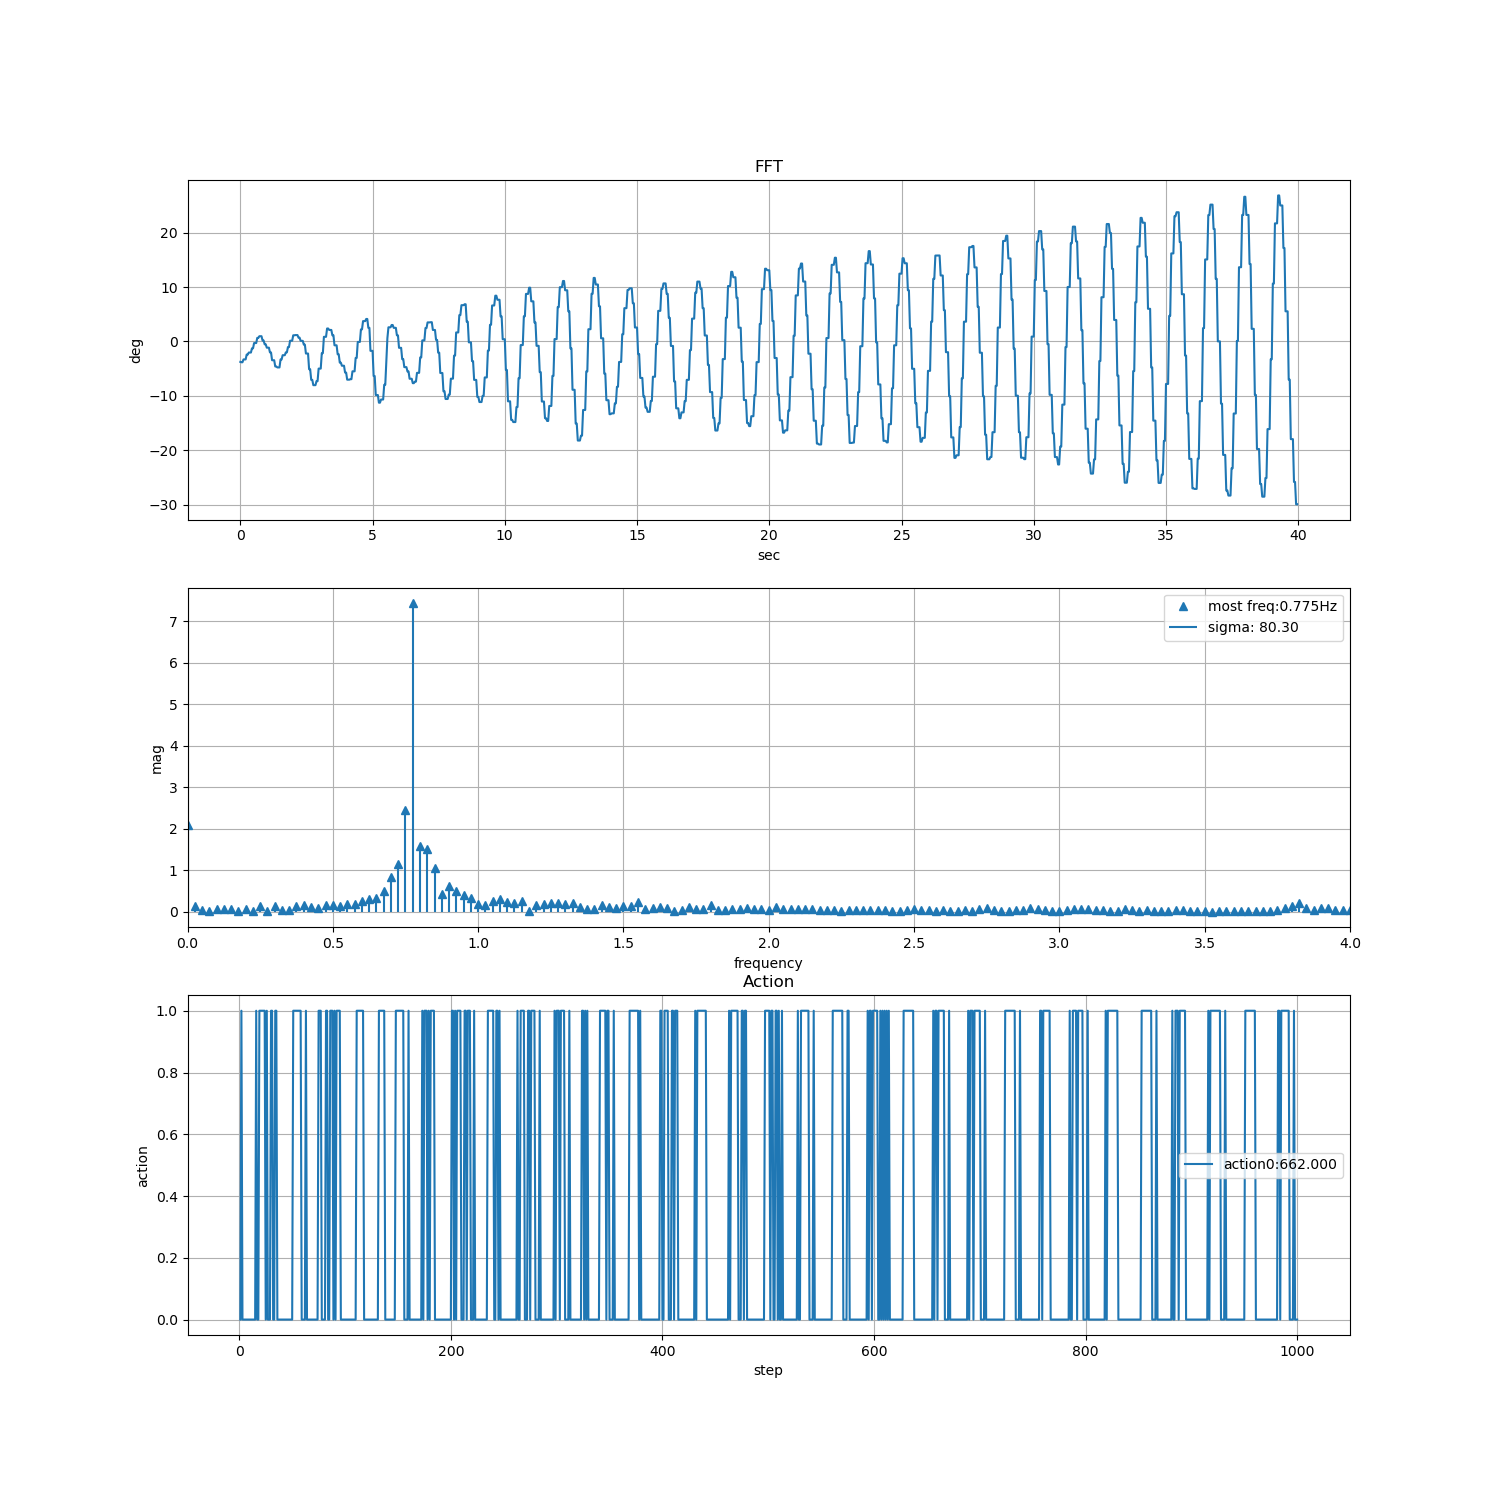 FFT
20
10
0
−10
−20
−30
deg
0 5 10 15 20 25 30 35 40
sec
most freq:0.775Hz
sigma: 80.30
7
6
5
4
3
2
1
0
mag
0.0 0.5 1.0 1.5 2.0 2.5 3.0 3.5 4.0
frequency
Action
1.0
0.8
0.6
0.4
0.2
0.0
action
action0:662.000
0 200 400 600 800 1000
step